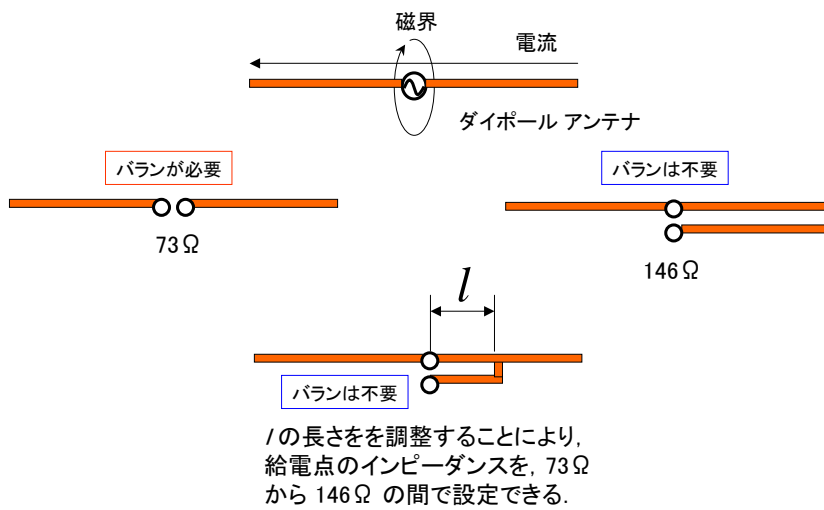 磁界
電流
ダイポール アンテナ
バランが必要
バランは不要
73Ω
146Ω
l
バランは不要
lの長さをを調整することにより,
給電点のインピーダンスを, 73Ω
から 146Ω の間で設定できる.